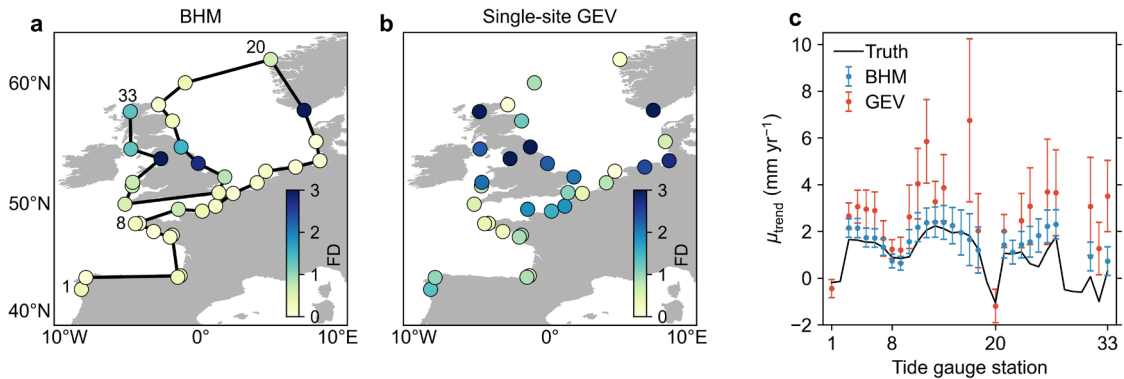 a BHM
20
60°N
33
50°N
8
3
2
1
0
FD
1
40°N
10°W 0° 10°E
b Single-site GEV
3
2
1
0
FD
10°W 0° 10°E
c
10
8
6
4
2
0
−2
μtrend (mm yr⁻¹)
Truth
BHM
GEV
1 8 20 33
Tide gauge station